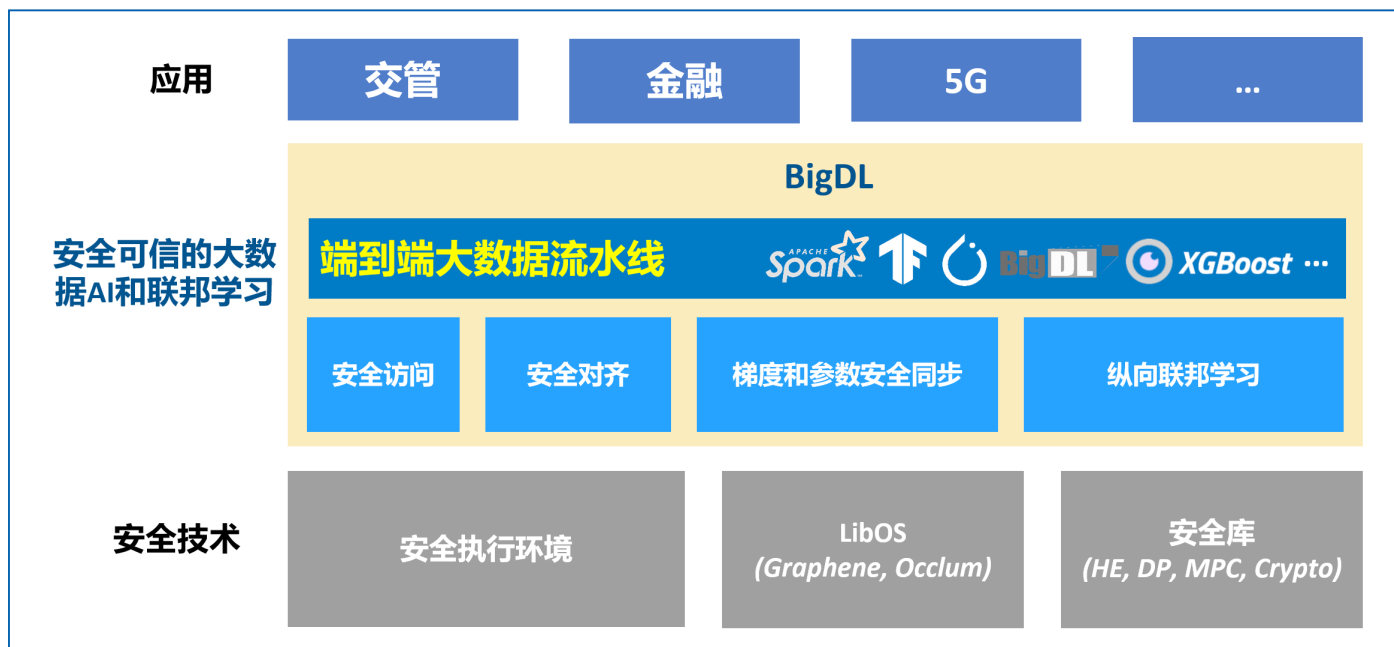 应用
交管
金融
5G
...
安全可信的大数
据AI和联邦学习
BigDL
端到端大数据流水线
APACHE
Spark
BigDL
XGBoost ...
安全访问
安全对齐
梯度和参数安全同步
纵向联邦学习
安全技术
安全执行环境
LibOS
(Graphene, Occlum)
安全库
(HE, DP, MPC, Crypto)